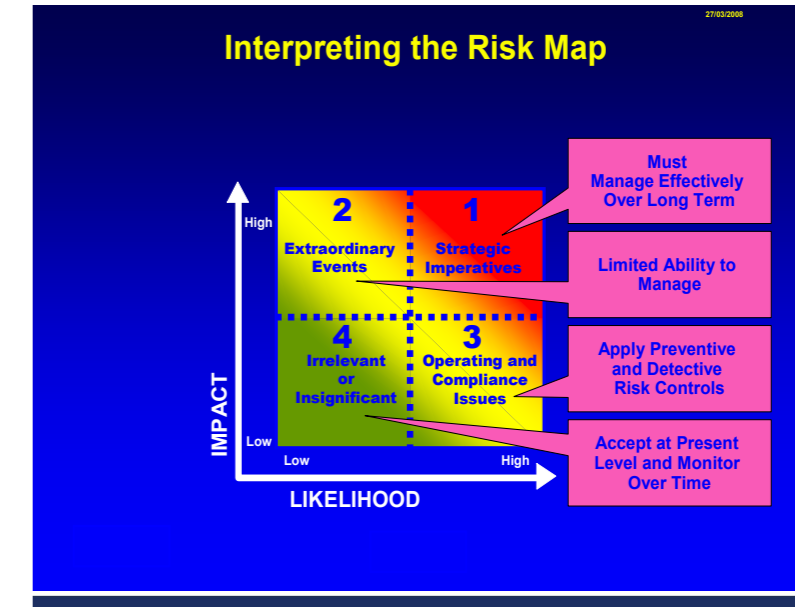 27/03/2008
Interpreting the Risk Map
Must
Manage Effectively
Over Long Term
High
2
Extraordinary
Events
1
Strategic
Imperatives
Limited Ability to
Manage
4
Irrelevant
or
Insignificant
3
Operating and
Compliance
Issues
Apply Preventive
and Detective
Risk Controls
Accept at Present
Level and Monitor
Over Time
IMPACT
Low
Low
High
LIKELIHOOD